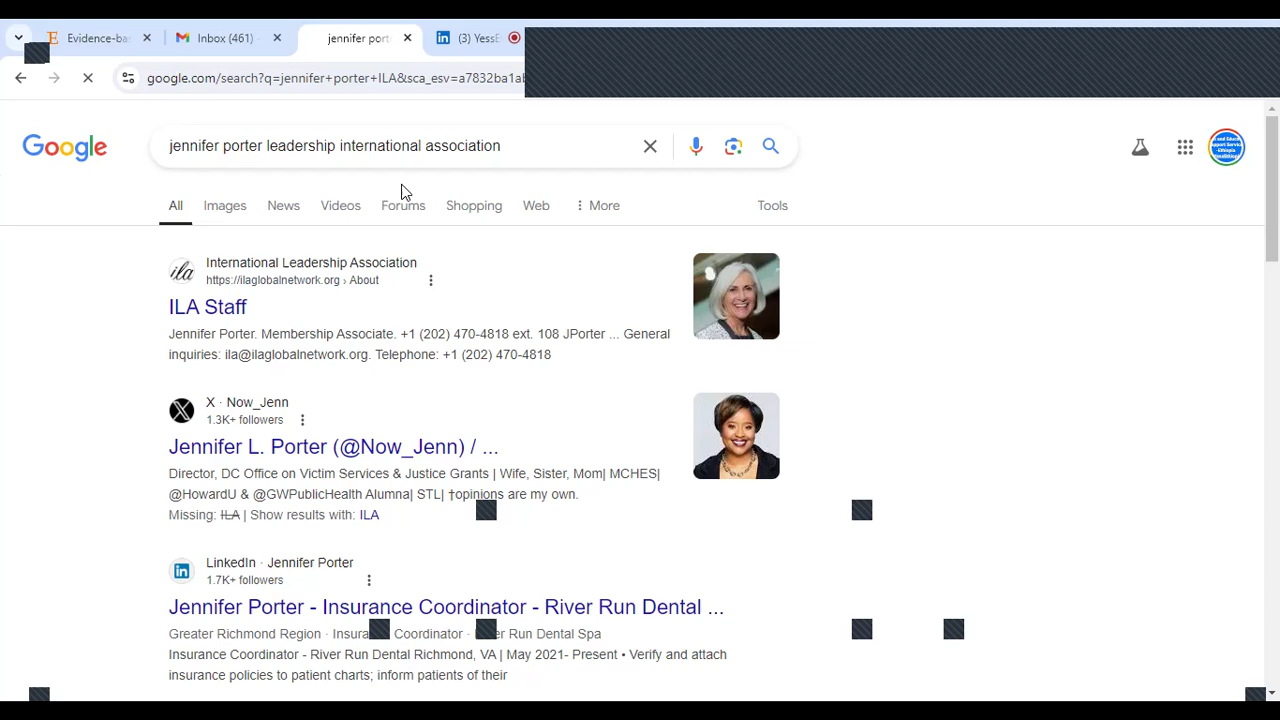 Evidence-ba
Inbox (461)
jennifer port
(3) YessE
google.com/search?q=jennifer+porter+ILA&sca_esv=a7832ba1a
Google
jennifer porter leadership international association
All Images News Videos Forums Shopping Web More Tools
ila
International Leadership Association
https://ilaglobalnetwork.org › About
ILA Staff
Jennifer Porter. Membership Associate. +1 (202) 470-4818 ext. 108 JPorter ... General
inquiries: ila@ilaglobalnetwork.org. Telephone: +1 (202) 470-4818
X · Now_Jenn
1.3K+ followers
Jennifer L. Porter (@Now_Jenn) / ...
Director, DC Office on Victim Services & Justice Grants | Wife, Sister, Mom| MCHES|
@HowardU & @GWPublicHealth Alumna| STL| †opinions are my own.
Missing: ILA | Show results with: ILA
LinkedIn · Jennifer Porter
1.7K+ followers
Jennifer Porter - Insurance Coordinator - River Run Dental ...
Greater Richmond Region · Insura Coordinator · er Run Dental Spa
Insurance Coordinator - River Run Dental Richmond, VA | May 2021- Present • Verify and attach
insurance policies to patient charts; inform patients of their